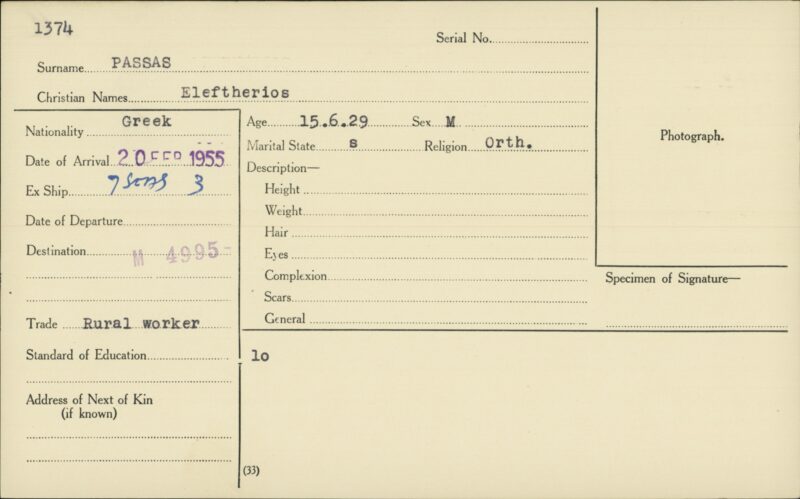 1374
Serial No.
Surname PASSAS
Christian Names Eleftherios
Nationality Greek
Date of Arrival 20 FEB 1955
Ex Ship 3
Date of Departure
Destination M 4995-
Trade Rural worker
Standard of Education
Address of Next of Kin
(if known)
Age 15.6.29 Sex M
Marital State s Religion Orth.
Description—
Height
Weight
Hair
Eyes
Complexion
Scars
General
lo
(33)
Photograph.
Specimen of Signature—